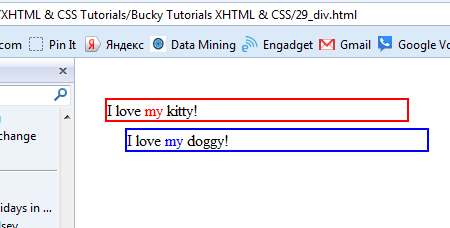 /XHTML & CSS Tutorials/Bucky Tutorials XHTML & CSS/29_div.html
.com Pin It Яндекс Data Mining Engadget Gmail Google Vo
change
idays in ...
I love my kitty!
I love my doggy!